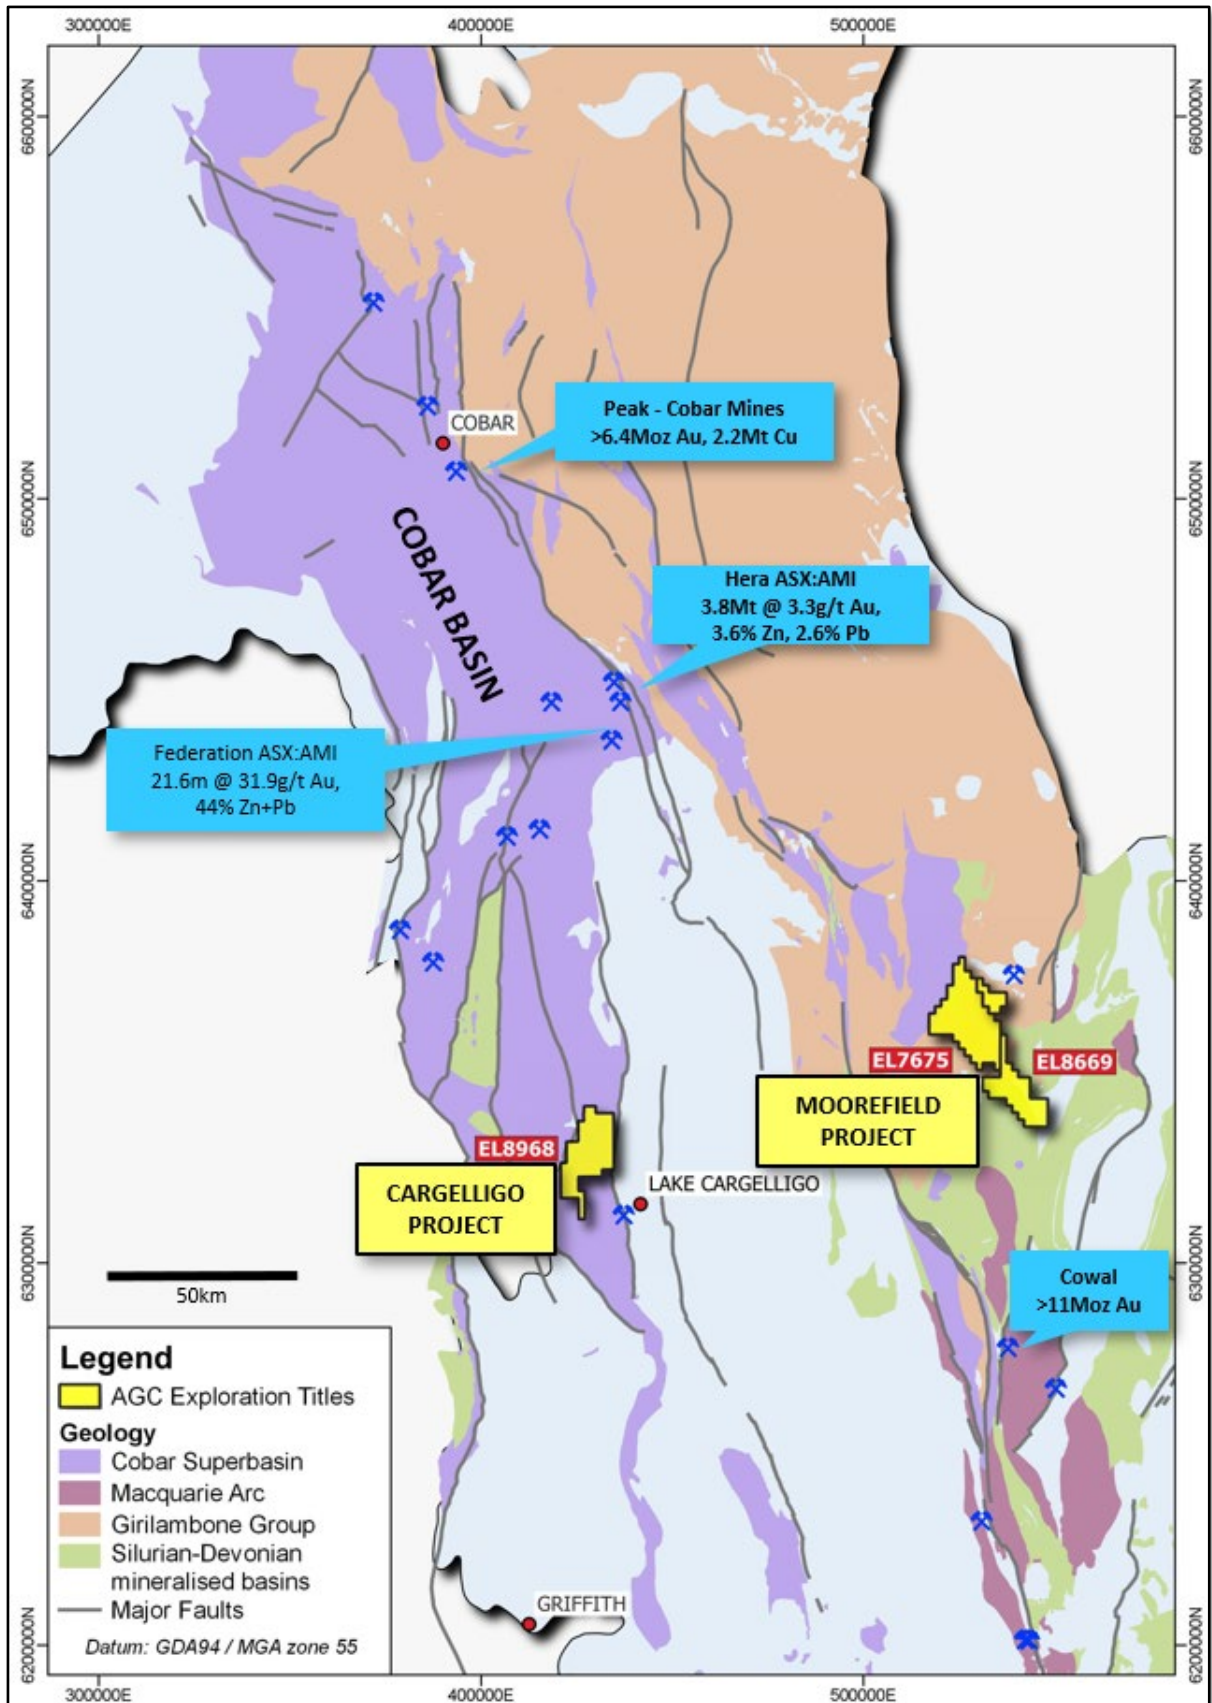 300000E
400000E
500000E
6600000N
6600000N
COBAR
Peak - Cobar Mines
>6.4Moz Au, 2.2Mt Cu
6500000N
6500000N
COBAR BASIN
Hera ASX:AMI
3.8Mt @ 3.3g/t Au,
3.6% Zn, 2.6% Pb
Federation ASX:AMI
21.6m @ 31.9g/t Au,
44% Zn+Pb
6400000N
6400000N
EL7675
EL8669
MOOREFIELD
PROJECT
EL8968
CARGELLIGO
PROJECT
LAKE CARGELLIGO
6300000N
6300000N
50km
Cowal
>11Moz Au
Legend
AGC Exploration Titles
Geology
Cobar Superbasin
Macquarie Arc
Girilambone Group
Silurian-Devonian
mineralised basins
Major Faults
Datum: GDA94 / MGA zone 55
GRIFFITH
6200000N
6200000N
300000E
400000E
500000E